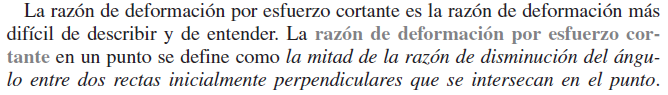 La razón de deformación por esfuerzo cortante es la razón de deformación más
difícil de describir y de entender. La razón de deformación por esfuerzo cor-
tante en un punto se define como la mitad de la razón de disminución del ángu-
lo entre dos rectas inicialmente perpendiculares que se intersecan en el punto.